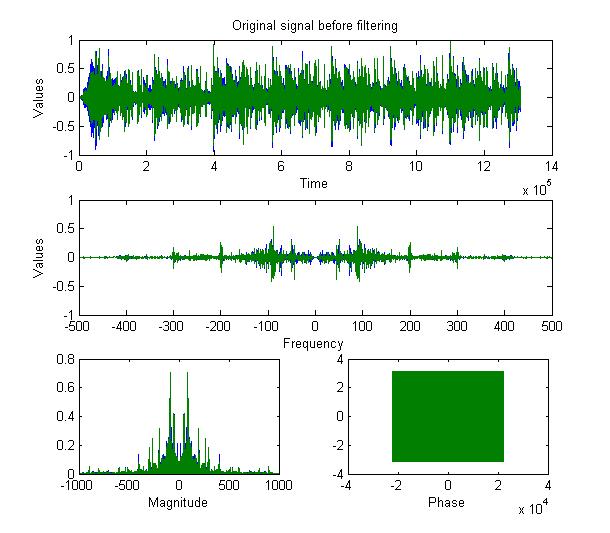 Original signal before filtering
1
0.5
0
-0.5
-1
Values
0 2 4 6 8 10 12 14
Time
x 10^5
1
0.5
0
-0.5
-1
Values
-500 -400 -300 -200 -100 0 100 200 300 400 500
Frequency
0.8
0.6
0.4
0.2
0
-1000 -500 0 500 1000
Magnitude
4
2
0
-2
-4
-4 -2 0 2 4
Phase
x 10^4